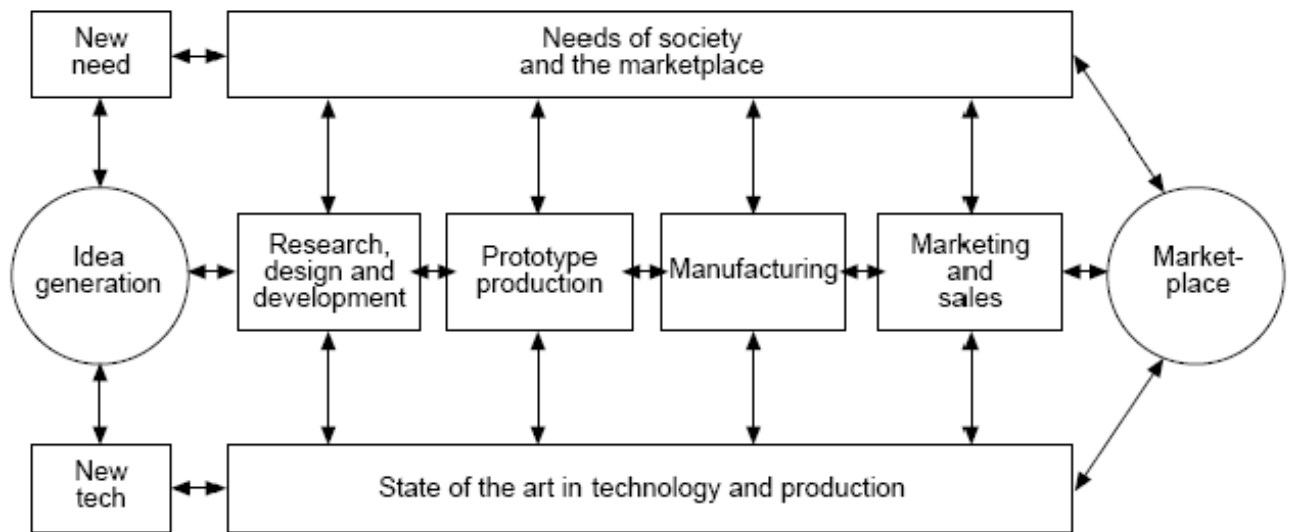 New
need
Needs of society
and the marketplace
Idea
generation
Research,
design and
development
Prototype
production
Manufacturing
Marketing
and
sales
Market-
place
New
tech
State of the art in technology and production